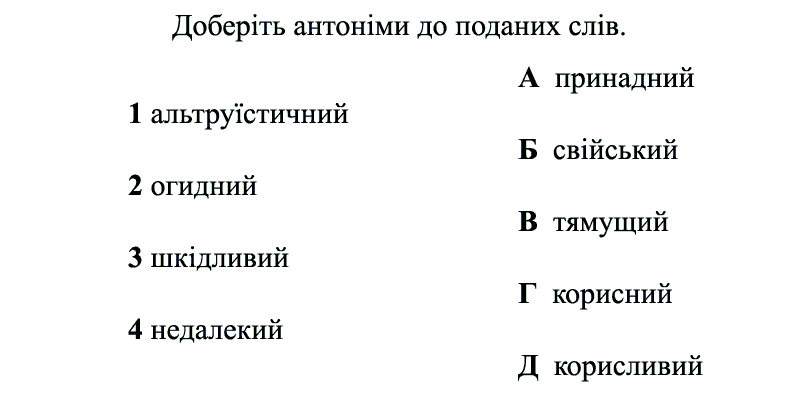 Доберіть антоніми до поданих слів.
1 альтруїстичний
2 огидний
3 шкідливий
4 недалекий
А принадний
Б свійський
В тямущий
Г корисний
Д корисливий